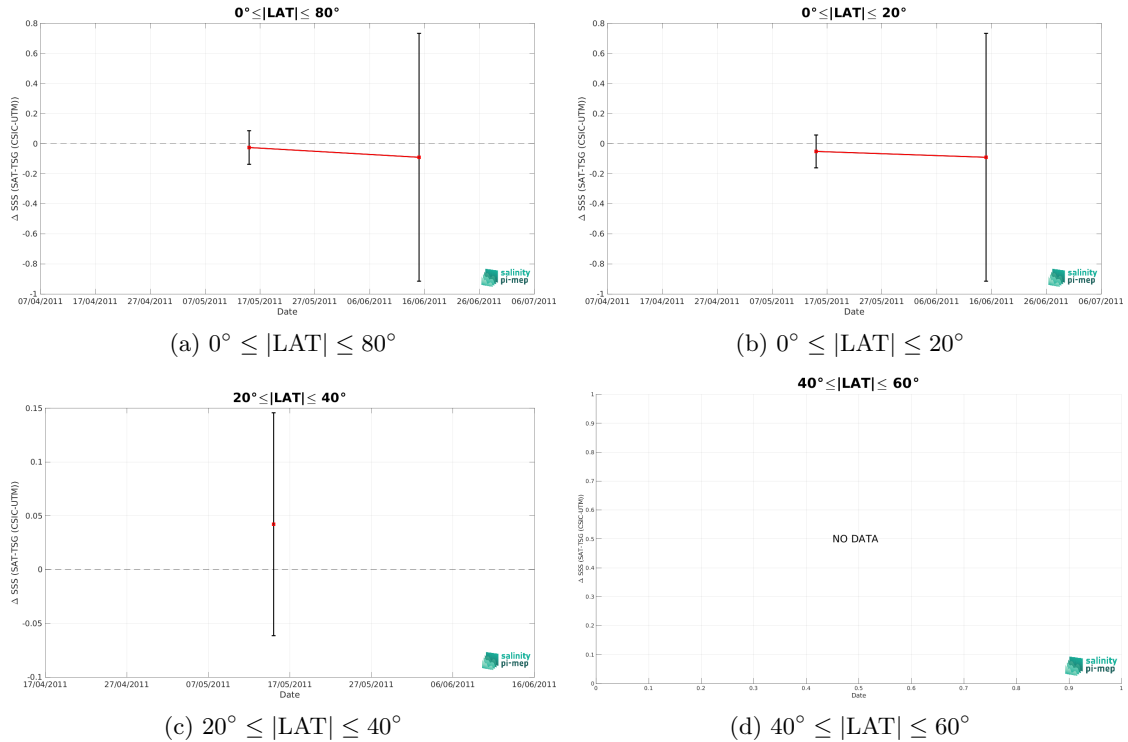 0°≤|LAT|≤ 80°
0.8
0.6
0.4
0.2
0
-0.2
-0.4
-0.6
-0.8
-1
Δ SSS (SAT-TSG (CSIC-UTM))
07/04/2011 17/04/2011 27/04/2011 07/05/2011 17/05/2011 27/05/2011 06/06/2011 16/06/2011 26/06/2011 06/07/2011
Date
salinity
pi-mep
(a) 0° ≤ |LAT| ≤ 80°
0°≤|LAT|≤ 20°
0.8
0.6
0.4
0.2
0
-0.2
-0.4
-0.6
-0.8
-1
Δ SSS (SAT-TSG (CSIC-UTM))
07/04/2011 17/04/2011 27/04/2011 07/05/2011 17/05/2011 27/05/2011 06/06/2011 16/06/2011 26/06/2011 06/07/2011
Date
salinity
pi-mep
(b) 0° ≤ |LAT| ≤ 20°
20°≤|LAT|≤ 40°
0.15
0.1
0.05
0
-0.05
-0.1
Δ SSS (SAT-TSG (CSIC-UTM))
17/04/2011 27/04/2011 07/05/2011 17/05/2011 27/05/2011 06/06/2011 16/06/2011
Date
salinity
pi-mep
(c) 20° ≤ |LAT| ≤ 40°
40°≤|LAT|≤ 60°
1
0.9
0.8
0.7
0.6
0.5
0.4
0.3
0.2
0.1
0
Δ SSS (SAT-TSG (CSIC-UTM))
NO DATA
0 0.1 0.2 0.3 0.4 0.5 0.6 0.7 0.8 0.9 1
Date
salinity
pi-mep
(d) 40° ≤ |LAT| ≤ 60°